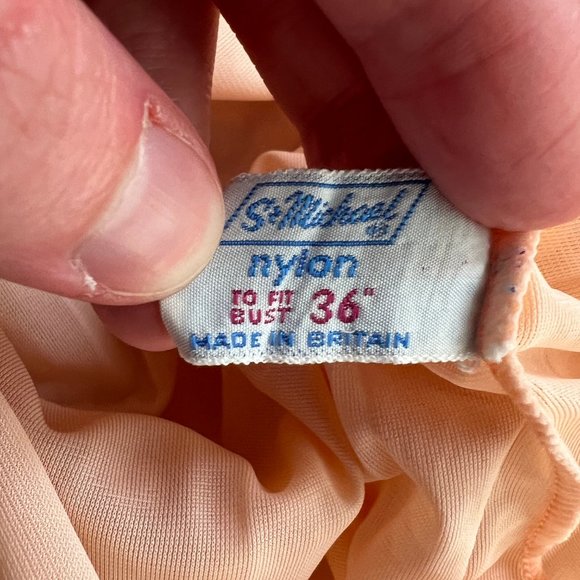 St Michael
nylon
TO FIT
BUST 36"
MADE IN BRITAIN